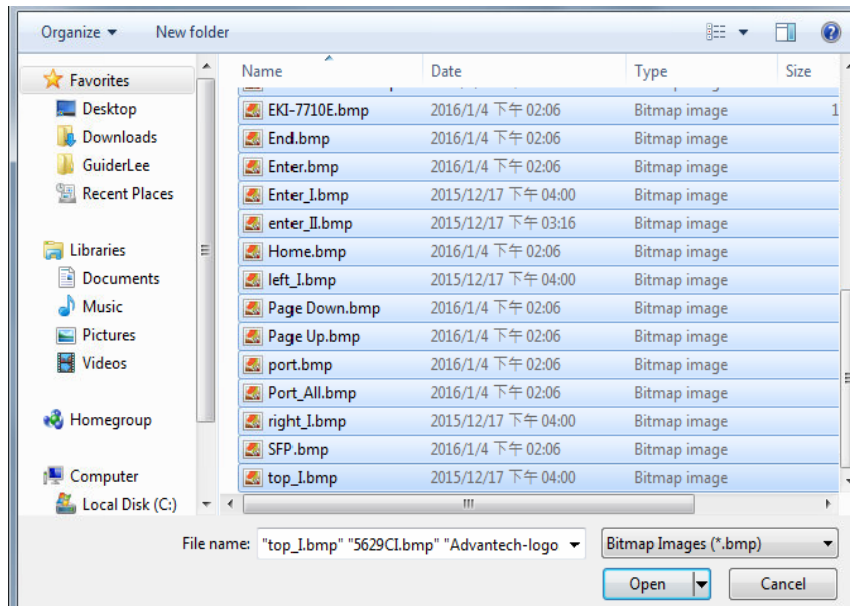 Organize New folder
Name Date Type Size
Favorites
Desktop
Downloads
GuiderLee
Recent Places
Libraries
Documents
Music
Pictures
Videos
Homegroup
Computer
Local Disk (C:)
EKI-7710E.bmp 2016/1/4 下午 02:06 Bitmap image 1
End.bmp 2016/1/4 下午 02:06 Bitmap image
Enter.bmp 2016/1/4 下午 02:06 Bitmap image
Enter_I.bmp 2015/12/17 下午 04:00 Bitmap image
enter_II.bmp 2015/12/17 下午 03:16 Bitmap image
Home.bmp 2016/1/4 下午 02:06 Bitmap image
left_I.bmp 2015/12/17 下午 04:00 Bitmap image
Page Down.bmp 2016/1/4 下午 02:06 Bitmap image
Page Up.bmp 2016/1/4 下午 02:06 Bitmap image
port.bmp 2016/1/4 下午 02:06 Bitmap image
Port_All.bmp 2016/1/4 下午 02:06 Bitmap image
right_I.bmp 2015/12/17 下午 04:00 Bitmap image
SFP.bmp 2016/1/4 下午 02:06 Bitmap image
top_I.bmp 2015/12/17 下午 04:00 Bitmap image
File name: "top_I.bmp" "5629CI.bmp" "Advantech-logo Bitmap Images (*.bmp)
Open Cancel